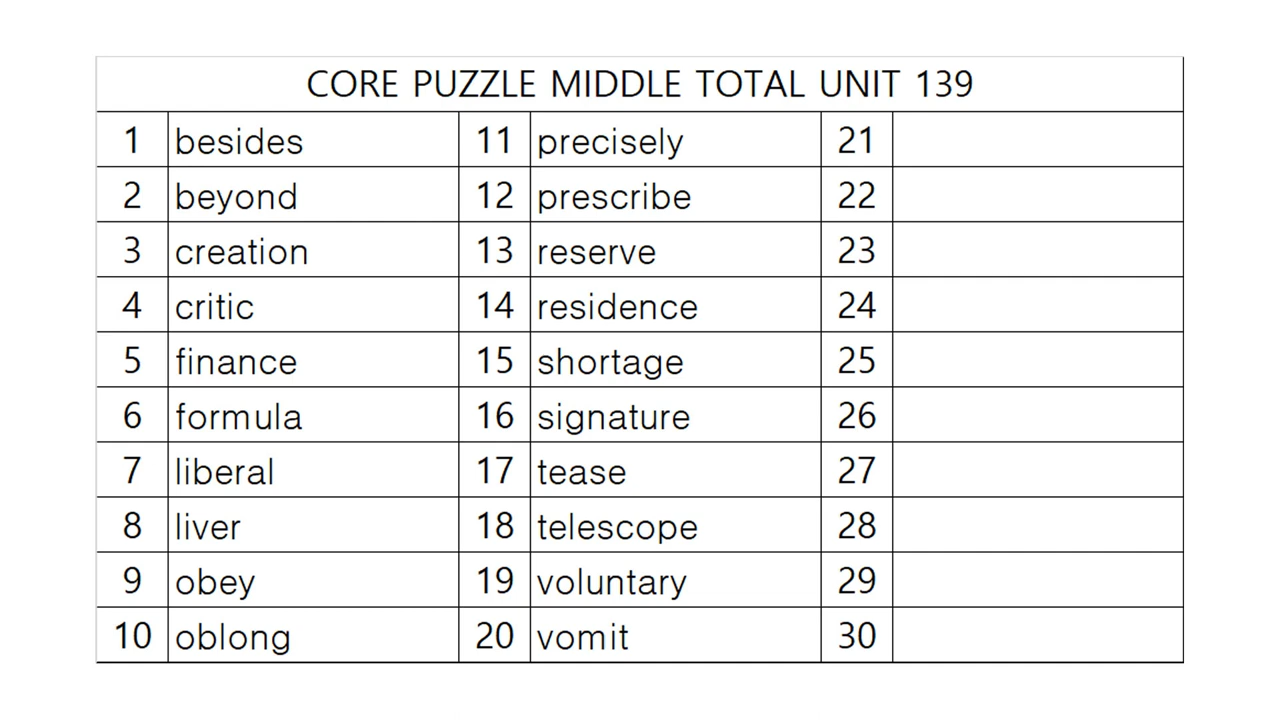 CORE PUZZLE MIDDLE TOTAL UNIT 139
1 besides 11 precisely 21
2 beyond 12 prescribe 22
3 creation 13 reserve 23
4 critic 14 residence 24
5 finance 15 shortage 25
6 formula 16 signature 26
7 liberal 17 tease 27
8 liver 18 telescope 28
9 obey 19 voluntary 29
10 oblong 20 vomit 30